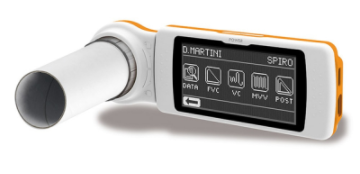 D.MARTINI
SPIRO
DATA FVC VC MVV POST